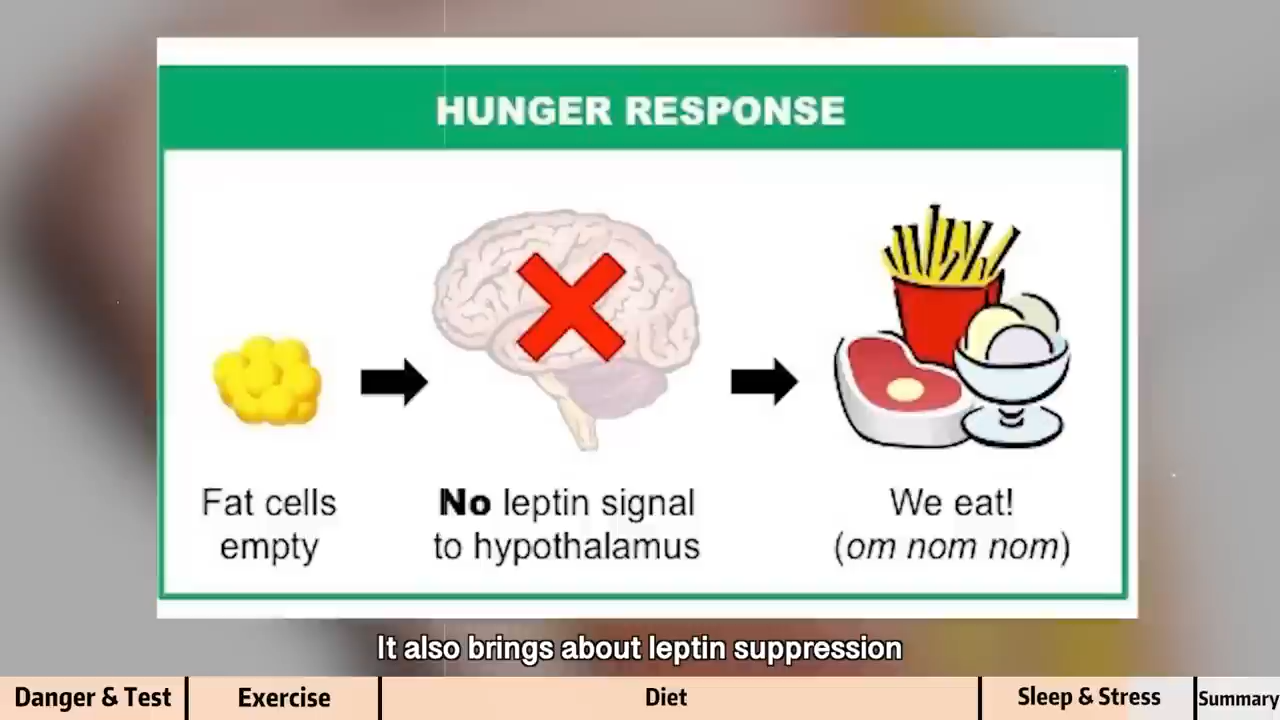 HUNGER RESPONSE
Fat cells
empty
No leptin signal
to hypothalamus
We eat!
(om nom nom)
It also brings about leptin suppression
Danger & Test
Exercise
Diet
Sleep & Stress
Summary